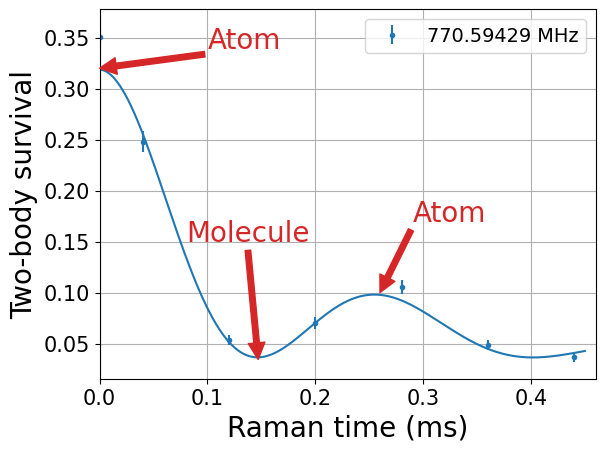 770.59429 MHz
Atom
Molecule
Atom
Two-body survival
0.35
0.30
0.25
0.20
0.15
0.10
0.05
0.0 0.1 0.2 0.3 0.4
Raman time (ms)